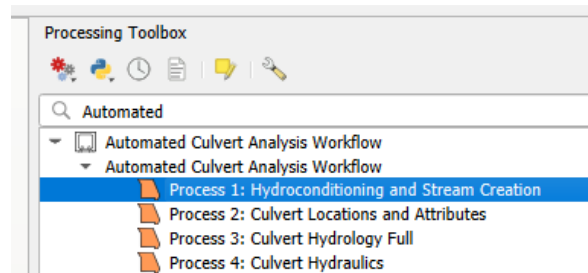 Processing Toolbox
Automated
Automated Culvert Analysis Workflow
Automated Culvert Analysis Workflow
Process 1: Hydroconditioning and Stream Creation
Process 2: Culvert Locations and Attributes
Process 3: Culvert Hydrology Full
Process 4: Culvert Hydraulics